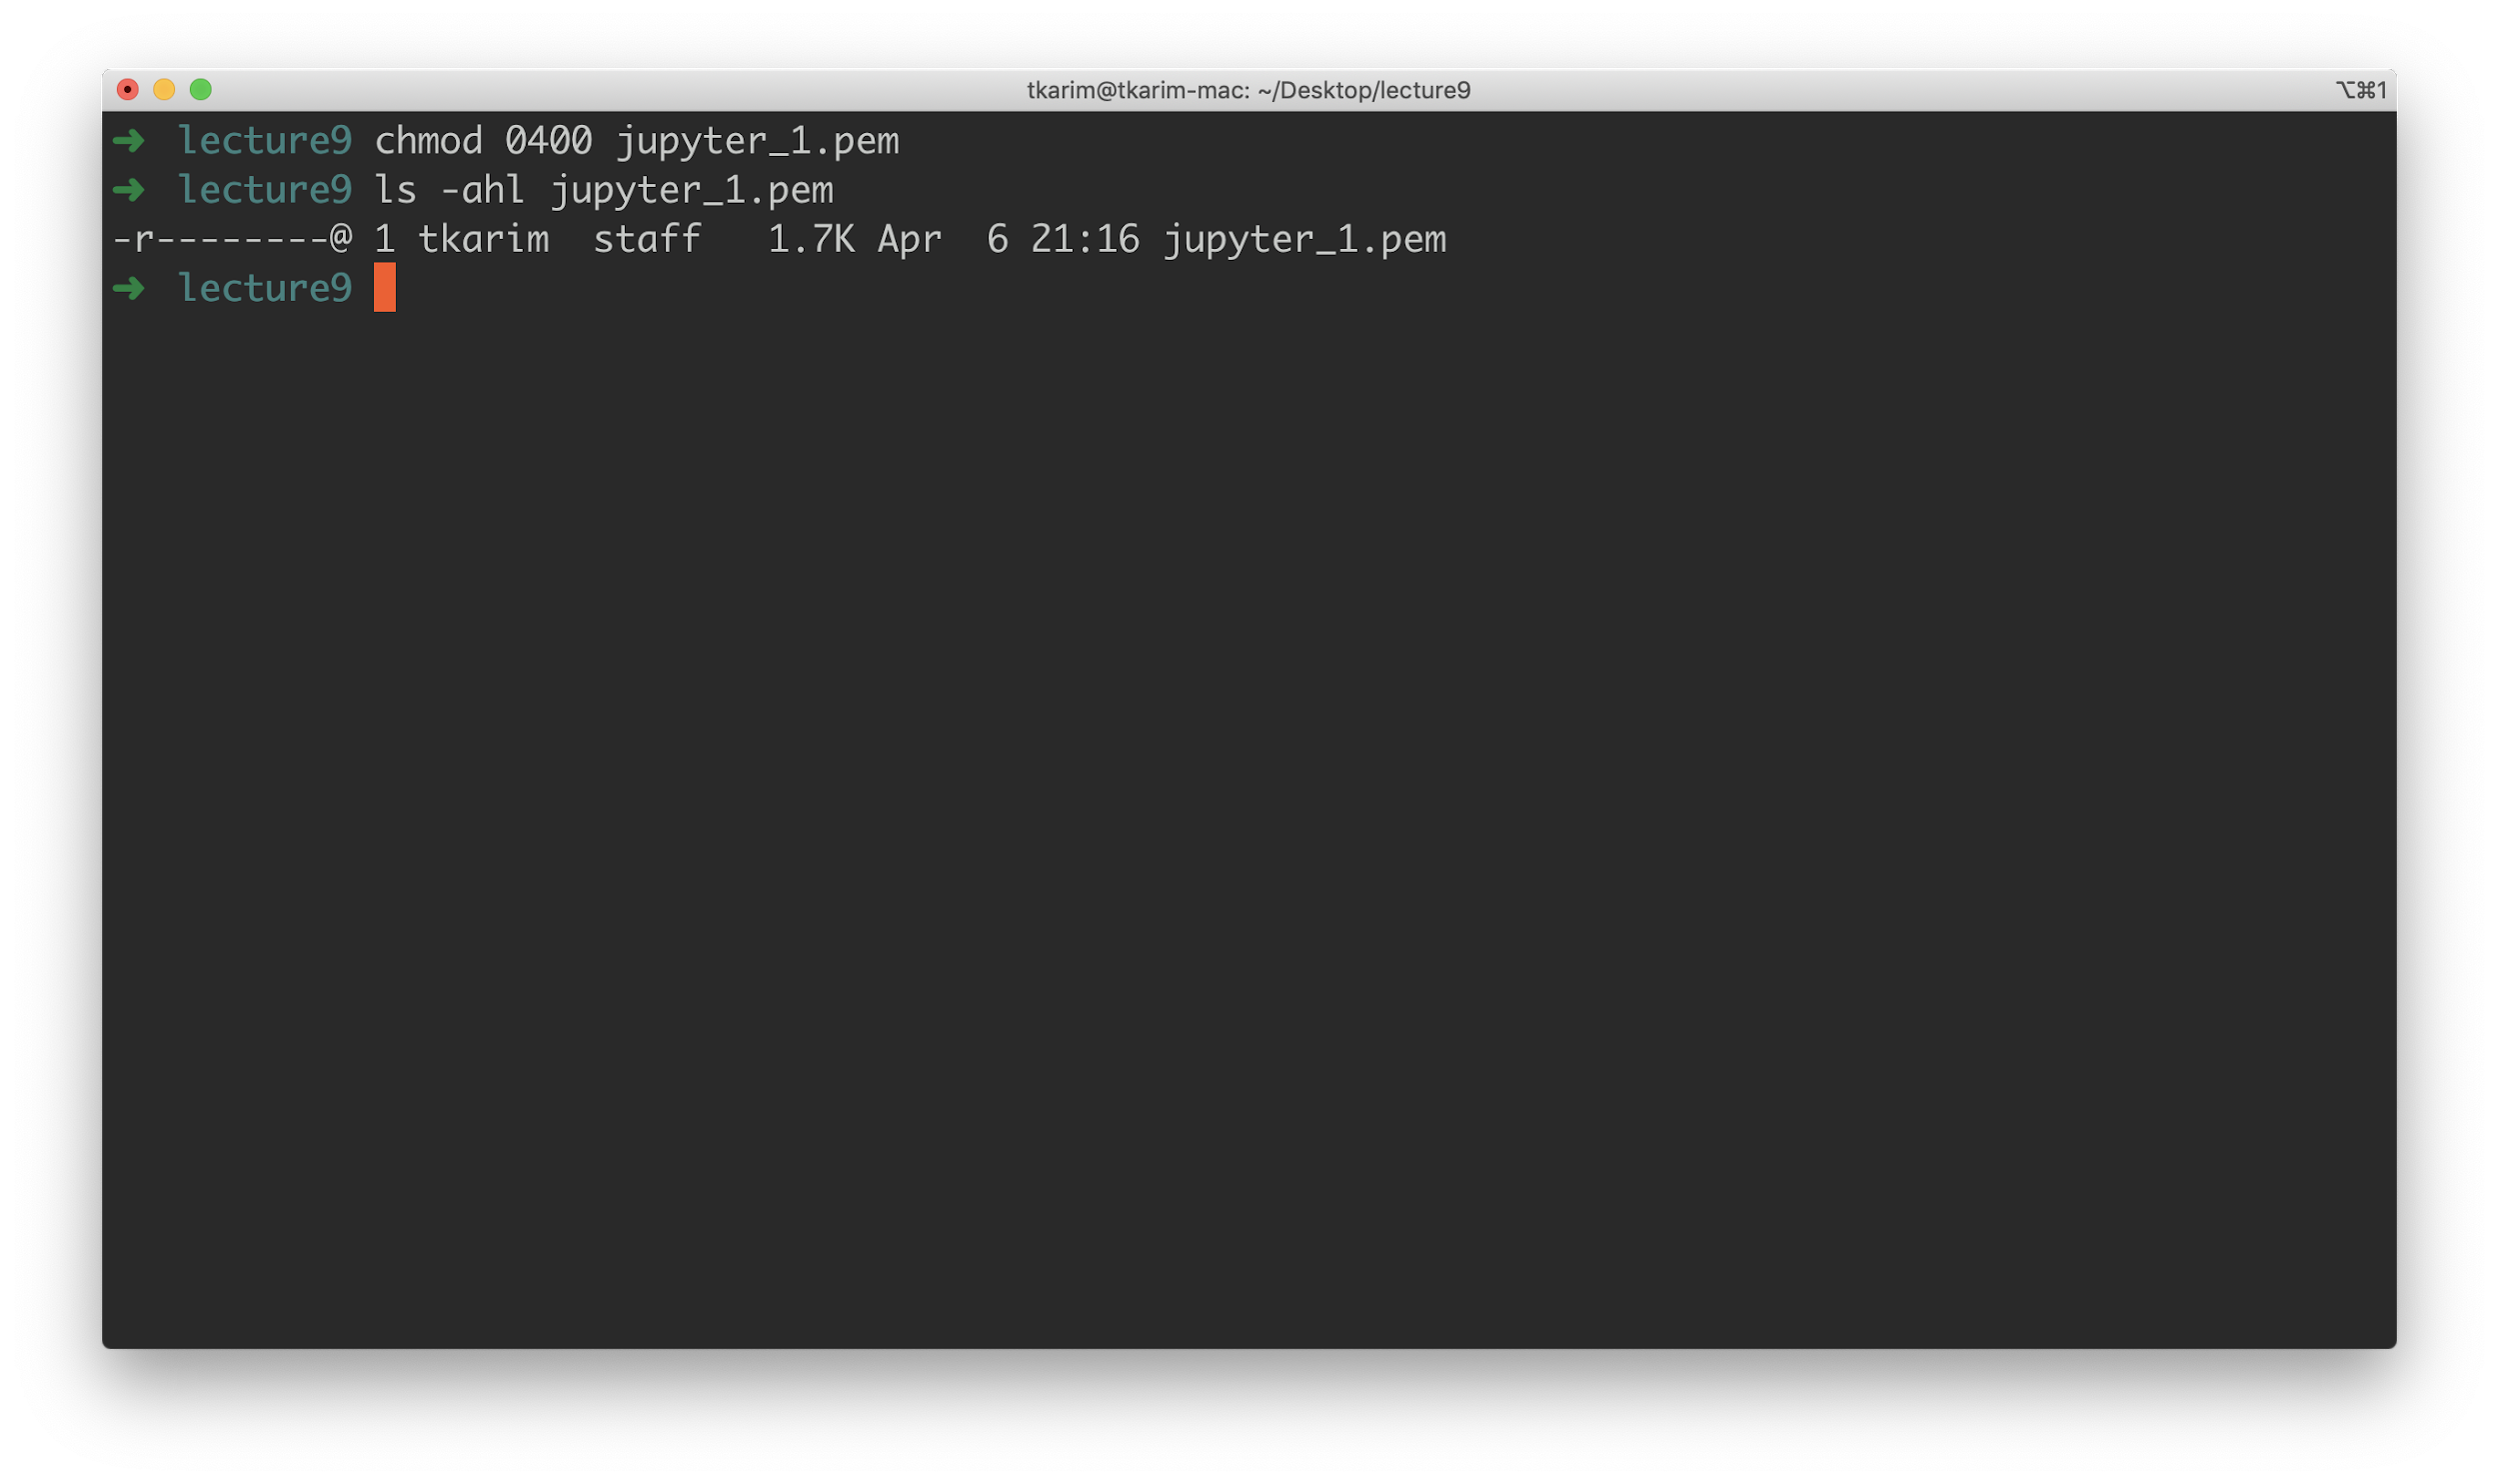 tkarim@tkarim-mac: ~/Desktop/lecture9 ⌥⌘1
➜ lecture9 chmod 0400 jupyter_1.pem
➜ lecture9 ls -ahl jupyter_1.pem
-r--------@ 1 tkarim  staff   1.7K Apr  6 21:16 jupyter_1.pem
➜ lecture9